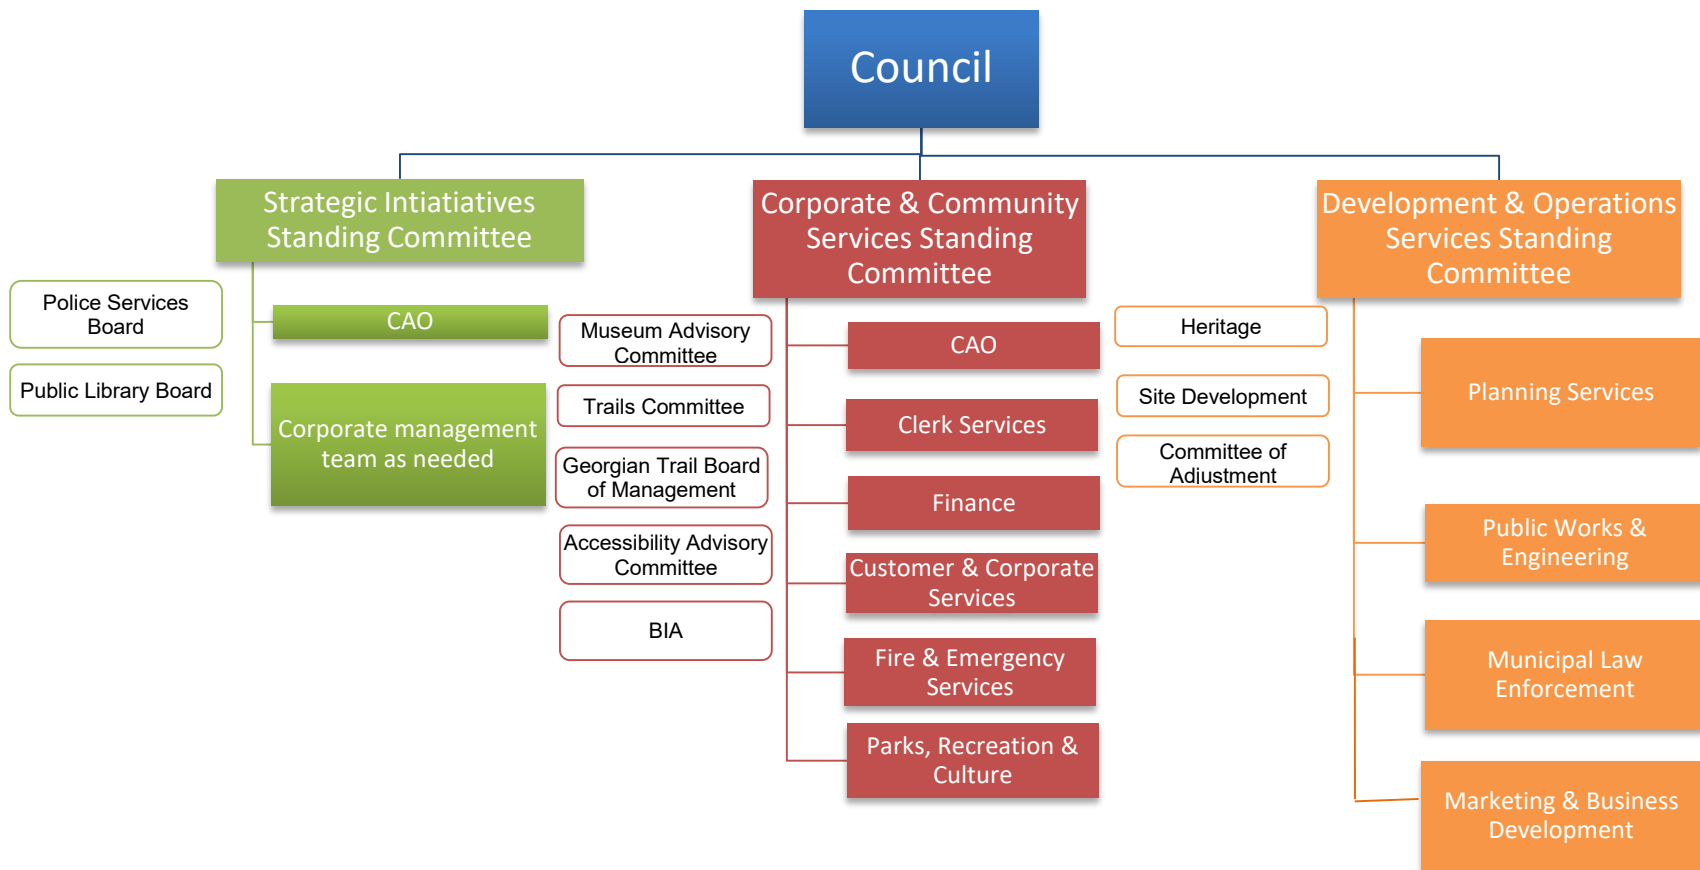 Council
Strategic Intiatiatives
Standing Committee
Police Services
Board
Public Library Board
CAO
Corporate management
team as needed
Corporate & Community
Services Standing
Committee
Museum Advisory
Committee
Trails Committee
Georgian Trail Board
of Management
Accessibility Advisory
Committee
BIA
CAO
Clerk Services
Finance
Customer & Corporate
Services
Fire & Emergency
Services
Parks, Recreation &
Culture
Development & Operations
Services Standing
Committee
Heritage
Site Development
Committee of
Adjustment
Planning Services
Public Works &
Engineering
Municipal Law
Enforcement
Marketing & Business
Development